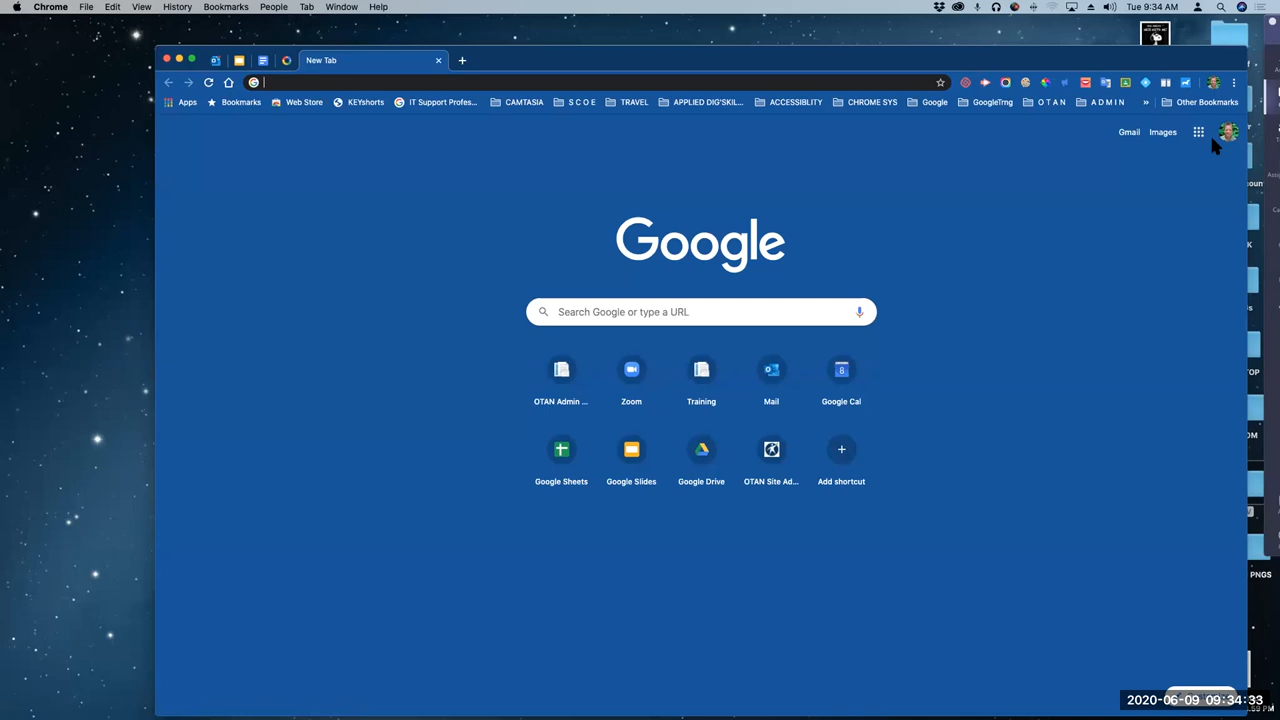 Chrome File Edit View History Bookmarks People Tab Window Help Tue 9:34 AM
New Tab
Apps Bookmarks Web Store KEYshorts IT Support Profes... CAMTASIA S C O E TRAVEL APPLIED DIG'SKIL... ACCESSIBLITY CHROME SYS Google GoogleTrng O T A N A D M I N » Other Bookmarks
Gmail Images
Google
Search Google or type a URL
8
OTAN Admin ... Zoom Training Mail Google Cal
Google Sheets Google Slides Google Drive OTAN Site Ad... Add shortcut
PNGS
2020-06-09 09:34:33